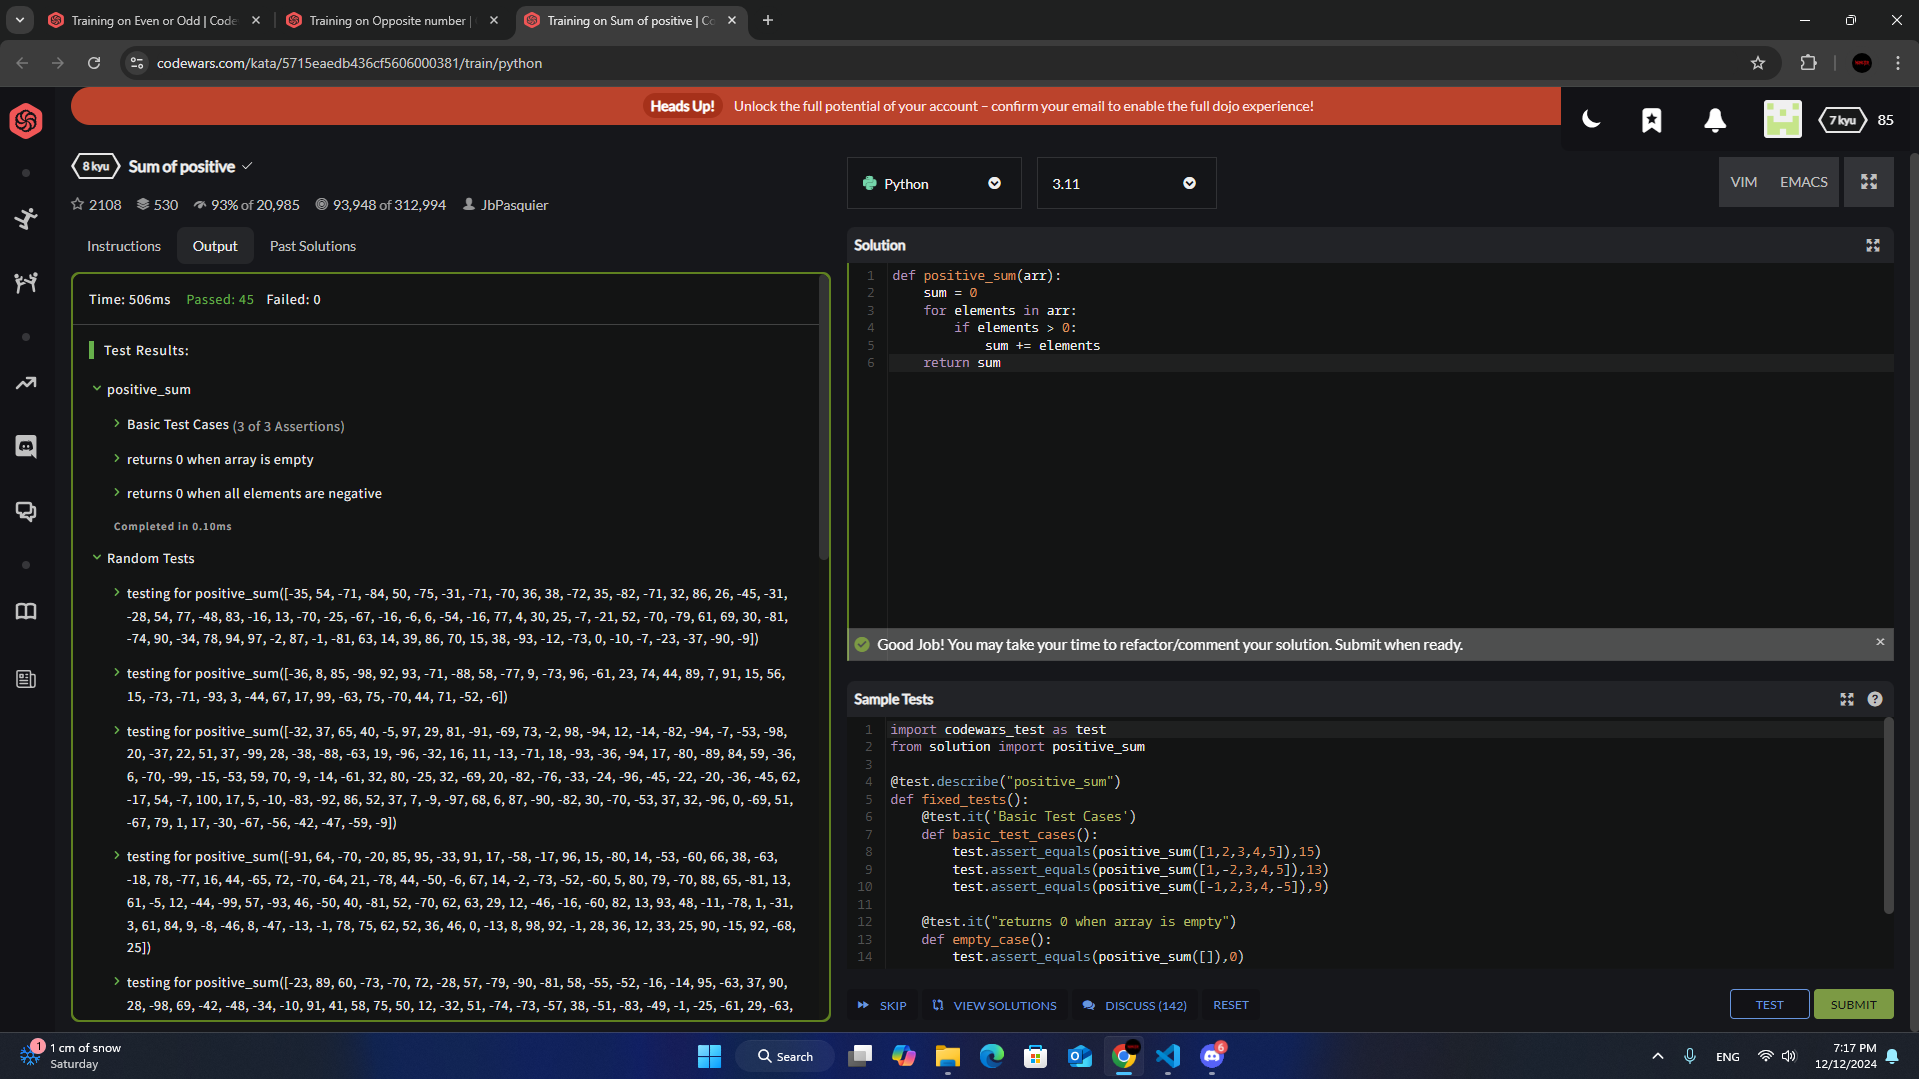 Training on Even or Odd | Code
Training on Opposite number |
Training on Sum of positive | Co
codewars.com/kata/5715eaedb436cf5606000381/train/python
Heads Up! Unlock the full potential of your account – confirm your email to enable the full dojo experience!
7 kyu 85
8 kyu Sum of positive
2108 530 93% of 20,985 93,948 of 312,994 JbPasquier
Instructions Output Past Solutions
Time: 506ms Passed: 45 Failed: 0
Test Results:
positive_sum
Basic Test Cases (3 of 3 Assertions)
returns 0 when array is empty
returns 0 when all elements are negative
Completed in 0.10ms
Random Tests
testing for positive_sum([-35, 54, -71, -84, 50, -75, -31, -71, -70, 36, 38, -72, 35, -82, -71, 32, 86, 26, -45, -31,
-28, 54, 77, -48, 83, -16, 13, -70, -25, -67, -16, -6, 6, -54, -16, 77, 4, 30, 25, -7, -21, 52, -70, -79, 61, 69, 30, -81,
-74, 90, -34, 78, 94, 97, -2, 87, -1, -81, 63, 14, 39, 86, 70, 15, 38, -93, -12, -73, 0, -10, -7, -23, -37, -90, -9])
testing for positive_sum([-36, 8, 85, -98, 92, 93, -71, -88, 58, -77, 9, -73, 96, -61, 23, 74, 44, 89, 7, 91, 15, 56,
15, -73, -71, -93, 3, -44, 67, 17, 99, -63, 75, -70, 44, 71, -52, -6])
testing for positive_sum([-32, 37, 65, 40, -5, 97, 29, 81, -91, -69, 73, -2, 98, -94, 12, -14, -82, -94, -7, -53, -98,
20, -37, 22, 51, 37, -99, 28, -38, -88, -63, 19, -96, -32, 16, 11, -13, -71, 18, -93, -36, -94, 17, -80, -89, 84, 59, -36,
6, -70, -99, -15, -53, 59, 70, -9, -14, -61, 32, 80, -25, 32, -69, 20, -82, -76, -33, -24, -96, -45, -22, -20, -36, -45, 62,
-17, 54, -7, 100, 17, 5, -10, -83, -92, 86, 52, 37, 7, -9, -97, 68, 6, 87, -90, -82, 30, -70, -53, 37, 32, -96, 0, -69, 51,
-67, 79, 1, 17, -30, -67, -56, -42, -47, -59, -9])
testing for positive_sum([-91, 64, -70, -20, 85, 95, -33, 91, 17, -58, -17, 96, 15, -80, 14, -53, -60, 66, 38, -63,
-18, 78, -77, 16, 44, -65, 72, -70, -64, 21, -78, 44, -50, -6, 67, 14, -2, -73, -52, -60, 5, 80, 79, -70, 88, 65, -81, 13,
61, -5, 12, -44, -99, 57, -93, 46, -50, 40, -81, 52, -70, 62, 63, 29, 12, -46, -16, -60, 82, 13, 93, 48, -11, -78, 1, -31,
3, 61, 84, 9, -8, -46, 8, -47, -13, -1, 78, 75, 62, 52, 36, 46, 0, -13, 8, 98, 92, -1, 28, 36, 12, 33, 25, 90, -15, 92, -68,
25])
testing for positive_sum([-23, 89, 60, -73, -70, 72, -28, 57, -79, -90, -81, 58, -55, -52, -16, -14, 95, -63, 37, 90,
28, -98, 69, -42, -48, -34, -10, 91, 41, 58, 75, 50, 12, -32, 51, -74, -73, -57, 38, -51, -83, -49, -1, -25, -61, 29, -63,
Python 3.11 VIM EMACS
Solution
1 def positive_sum(arr):
2 sum = 0
3 for elements in arr:
4 if elements > 0:
5 sum += elements
6 return sum
Good Job! You may take your time to refactor/comment your solution. Submit when ready.
Sample Tests
1 import codewars_test as test
2 from solution import positive_sum
3
4 @test.describe("positive_sum")
5 def fixed_tests():
6 @test.it('Basic Test Cases')
7 def basic_test_cases():
8 test.assert_equals(positive_sum([1,2,3,4,5]),15)
9 test.assert_equals(positive_sum([1,-2,3,4,5]),13)
10 test.assert_equals(positive_sum([-1,2,3,4,-5]),9)
11
12 @test.it("returns 0 when array is empty")
13 def empty_case():
14 test.assert_equals(positive_sum([]),0)
SKIP VIEW SOLUTIONS DISCUSS (142) RESET TEST SUBMIT
1
1 cm of snow
Saturday
Search
6
ENG
7:17 PM
12/12/2024